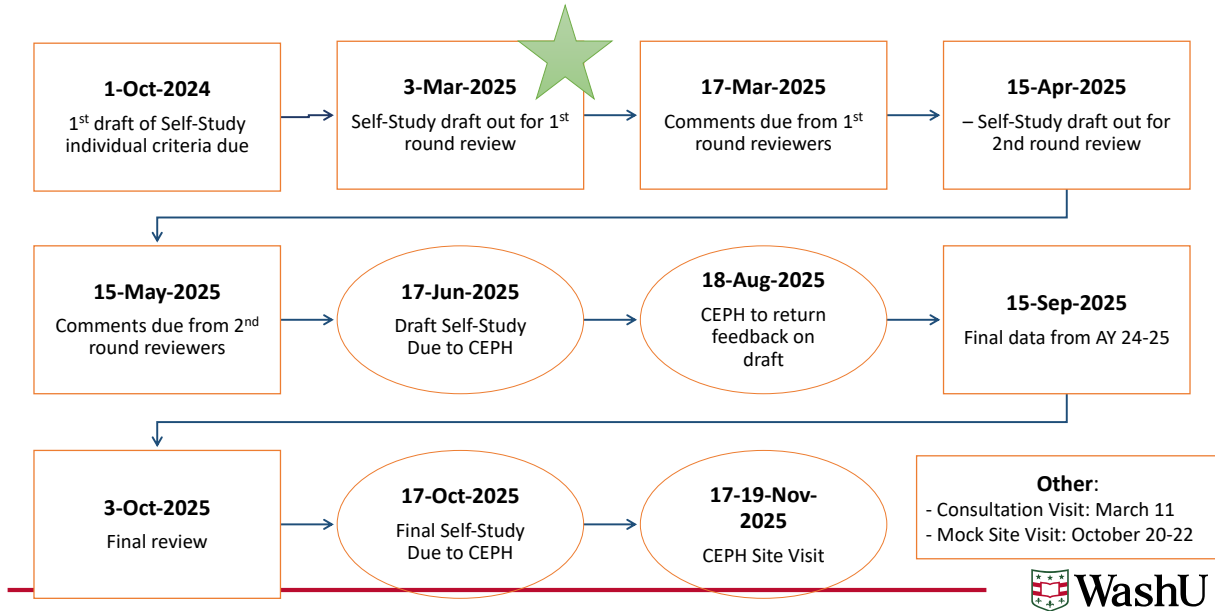 1-Oct-2024
1st draft of Self-Study
individual criteria due
3-Mar-2025
Self-Study draft out for 1st
round review
17-Mar-2025
Comments due from 1st
round reviewers
15-Apr-2025
– Self-Study draft out for
2nd round review
15-May-2025
Comments due from 2nd
round reviewers
17-Jun-2025
Draft Self-Study
Due to CEPH
18-Aug-2025
CEPH to return
feedback on
draft
15-Sep-2025
Final data from AY 24-25
3-Oct-2025
Final review
17-Oct-2025
Final Self-Study
Due to CEPH
17-19-Nov-
2025
CEPH Site Visit
Other:
- Consultation Visit: March 11
- Mock Site Visit: October 20-22
WashU